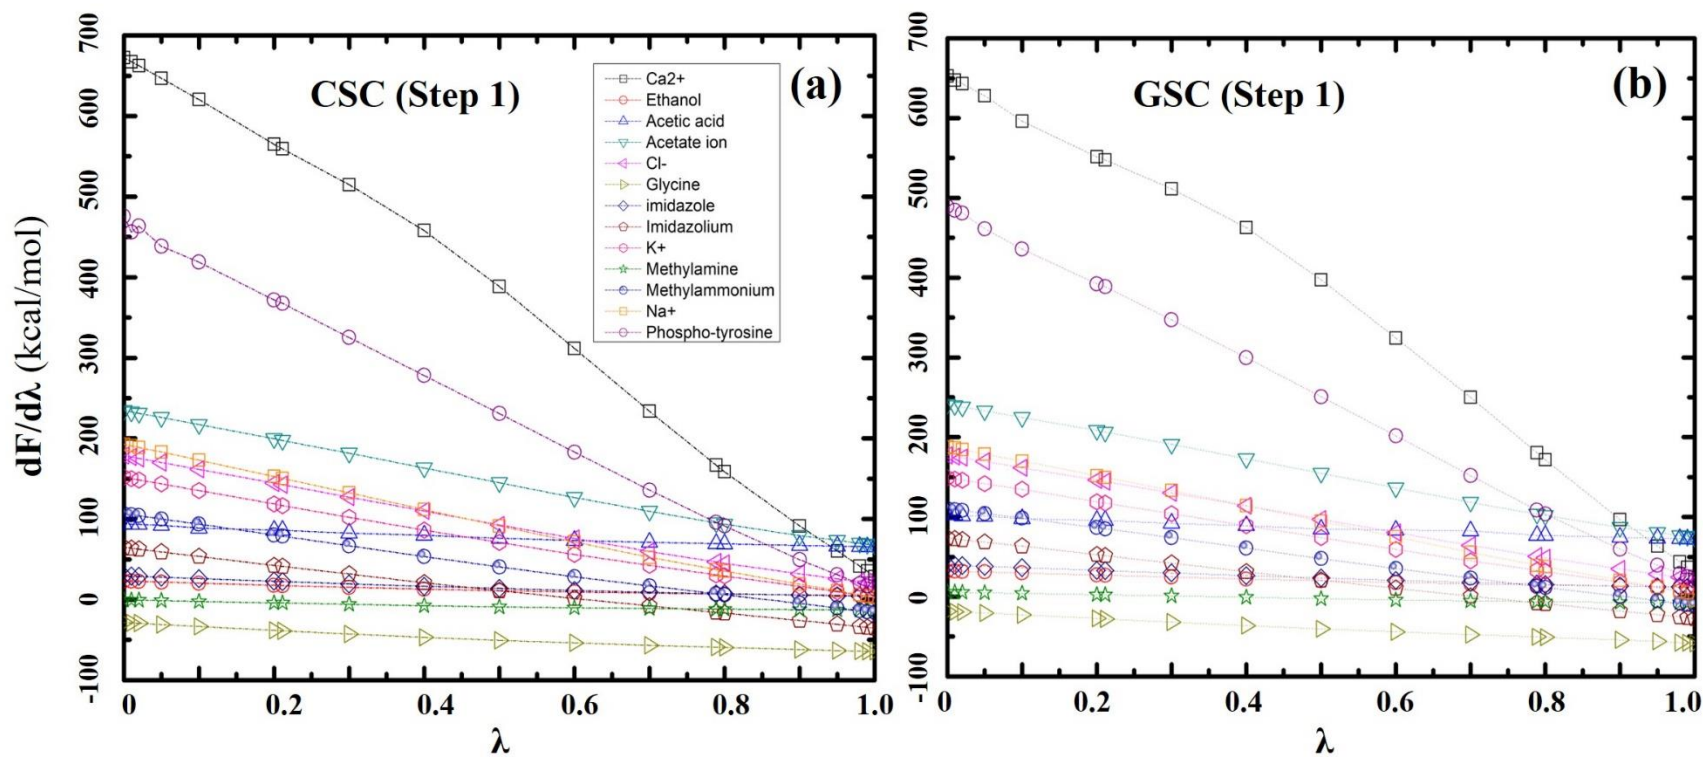 700
600
500
400
300
200
100
0
-100
dF/dλ (kcal/mol)
CSC (Step 1)
(a)
Ca2+
Ethanol
Acetic acid
Acetate ion
Cl-
Glycine
imidazole
Imidazolium
K+
Methylamine
Methylammonium
Na+
Phospho-tyrosine
0 0.2 0.4 0.6 0.8 1.0
λ
700
600
500
400
300
200
100
0
-100
GSC (Step 1)
(b)
0 0.2 0.4 0.6 0.8 1.0
λ